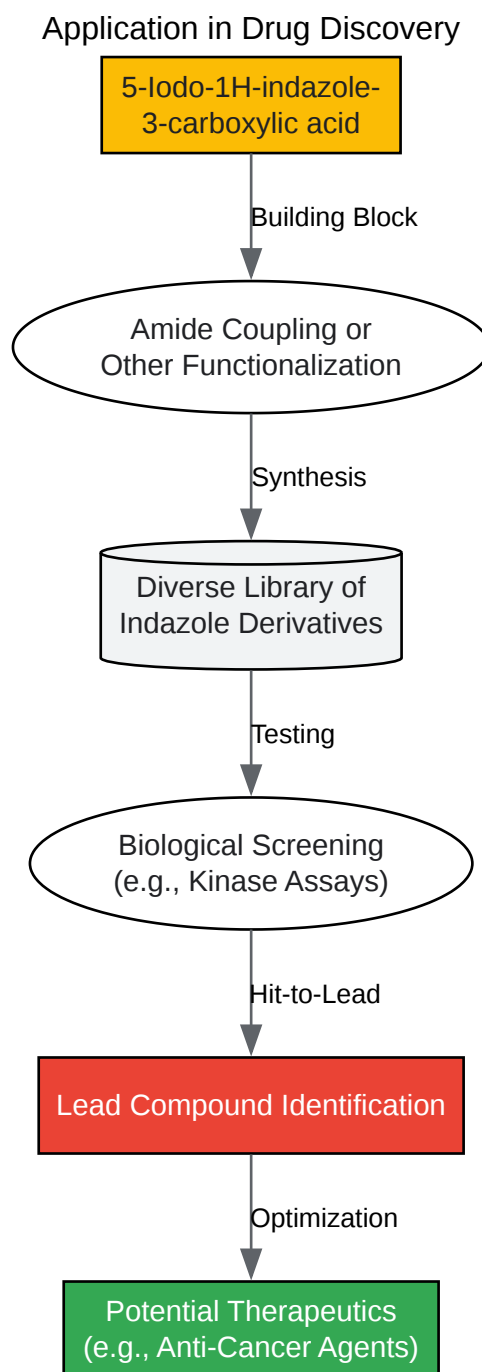 Application in Drug Discovery
5-Iodo-1H-indazole-
3-carboxylic acid
Building Block
Amide Coupling or
Other Functionalization
Synthesis
Diverse Library of
Indazole Derivatives
Testing
Biological Screening
(e.g., Kinase Assays)
Hit-to-Lead
Lead Compound Identification
Optimization
Potential Therapeutics
(e.g., Anti-Cancer Agents)